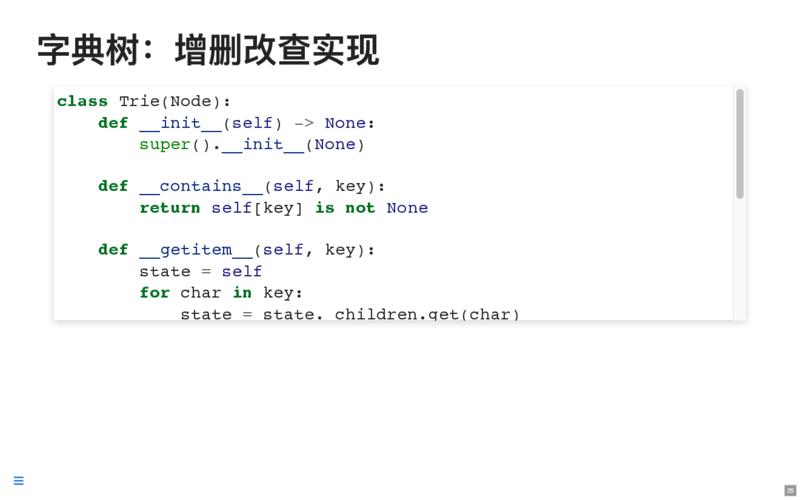 字典树：增删改查实现
class Trie(Node):
    def __init__(self) -> None:
        super().__init__(None)
    def __contains__(self, key):
        return self[key] is not None
    def __getitem__(self, key):
        state = self
        for char in key:
            state = state._children.get(char)
25